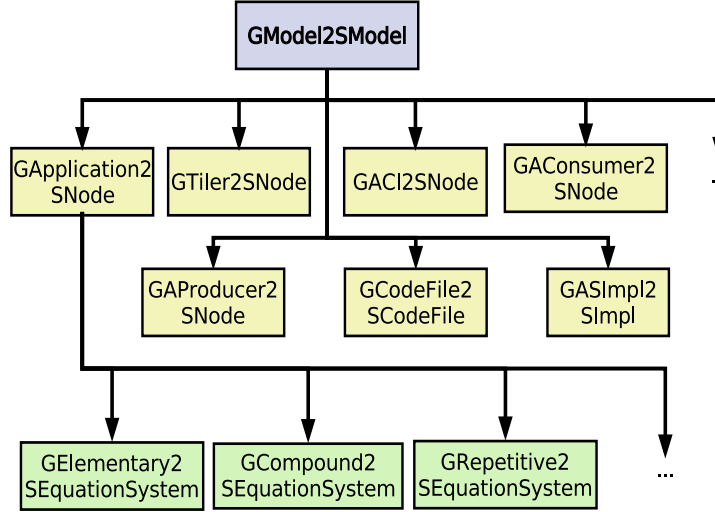 GModel2SModel
GApplication2
SNode
GTiler2SNode
GACI2SNode
GAConsumer2
SNode
GAProducer2
SNode
GCodeFile2
SCodeFile
GASImpl2
SImpl
GElementary2
SEquationSystem
GCompound2
SEquationSystem
GRepetitive2
SEquationSystem
...